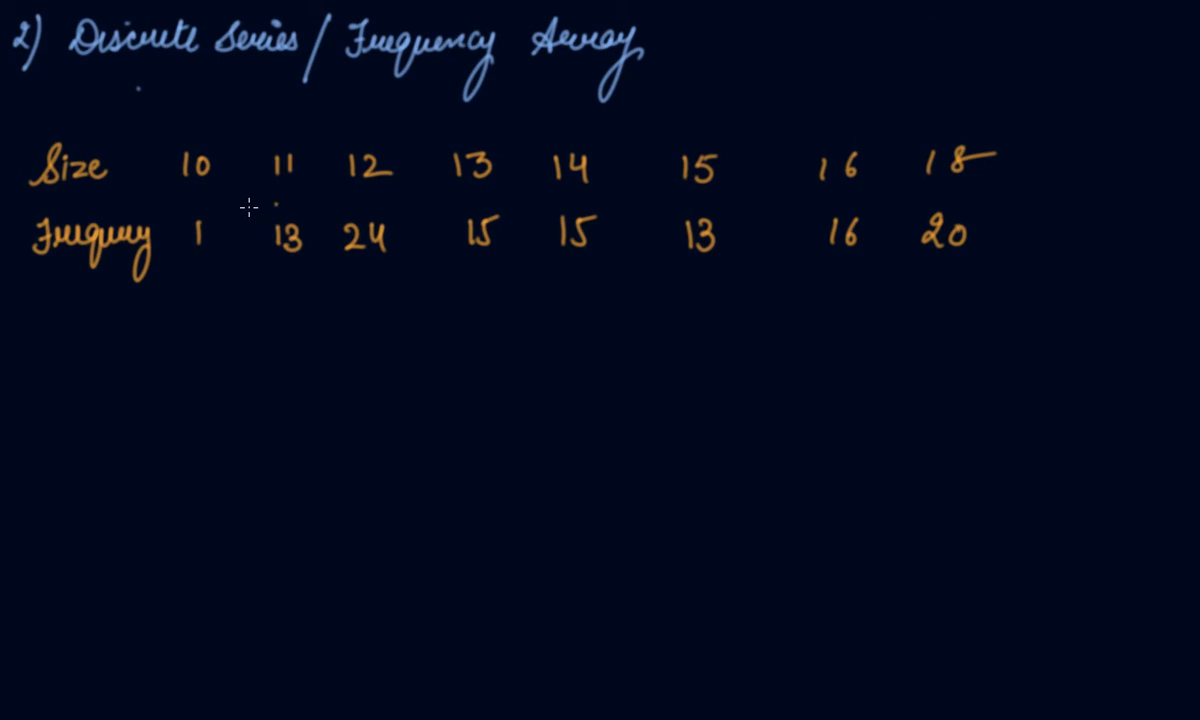 2) Discrete Series / Frequency Array
Size 10 11 12 13 14 15 16 18
Frequency 1 13 24 15 15 13 16 20